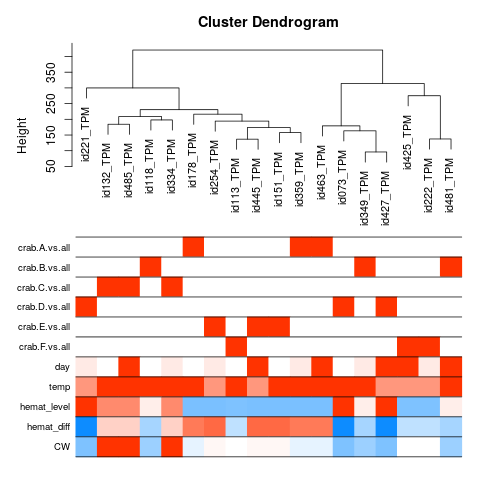 Cluster Dendrogram
Height
50
150
250
350
id221_TPM
id132_TPM
id485_TPM
id118_TPM
id334_TPM
id178_TPM
id254_TPM
id113_TPM
id445_TPM
id151_TPM
id359_TPM
id463_TPM
id073_TPM
id349_TPM
id427_TPM
id425_TPM
id222_TPM
id481_TPM
crab.A.vs.all
crab.B.vs.all
crab.C.vs.all
crab.D.vs.all
crab.E.vs.all
crab.F.vs.all
day
temp
hemat_level
hemat_diff
CW